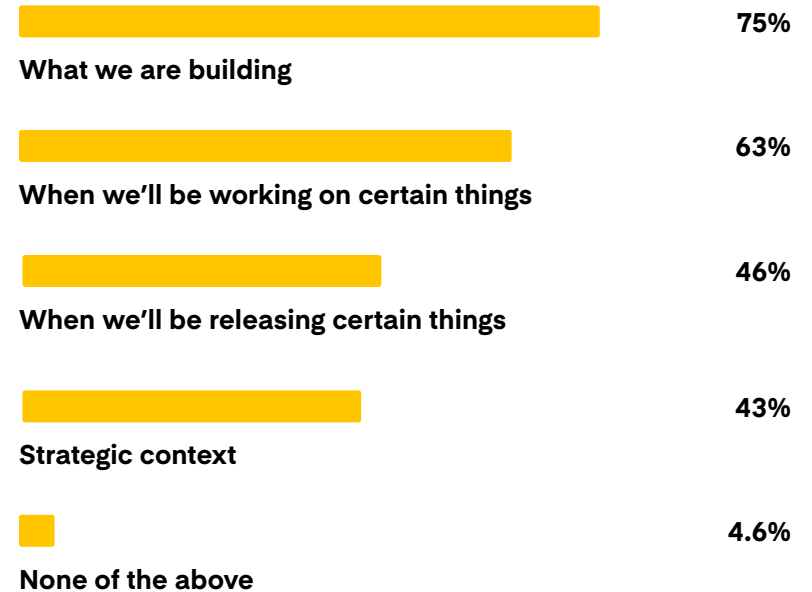 75%
What we are building
63%
When we’ll be working on certain things
46%
When we’ll be releasing certain things
43%
Strategic context
4.6%
None of the above